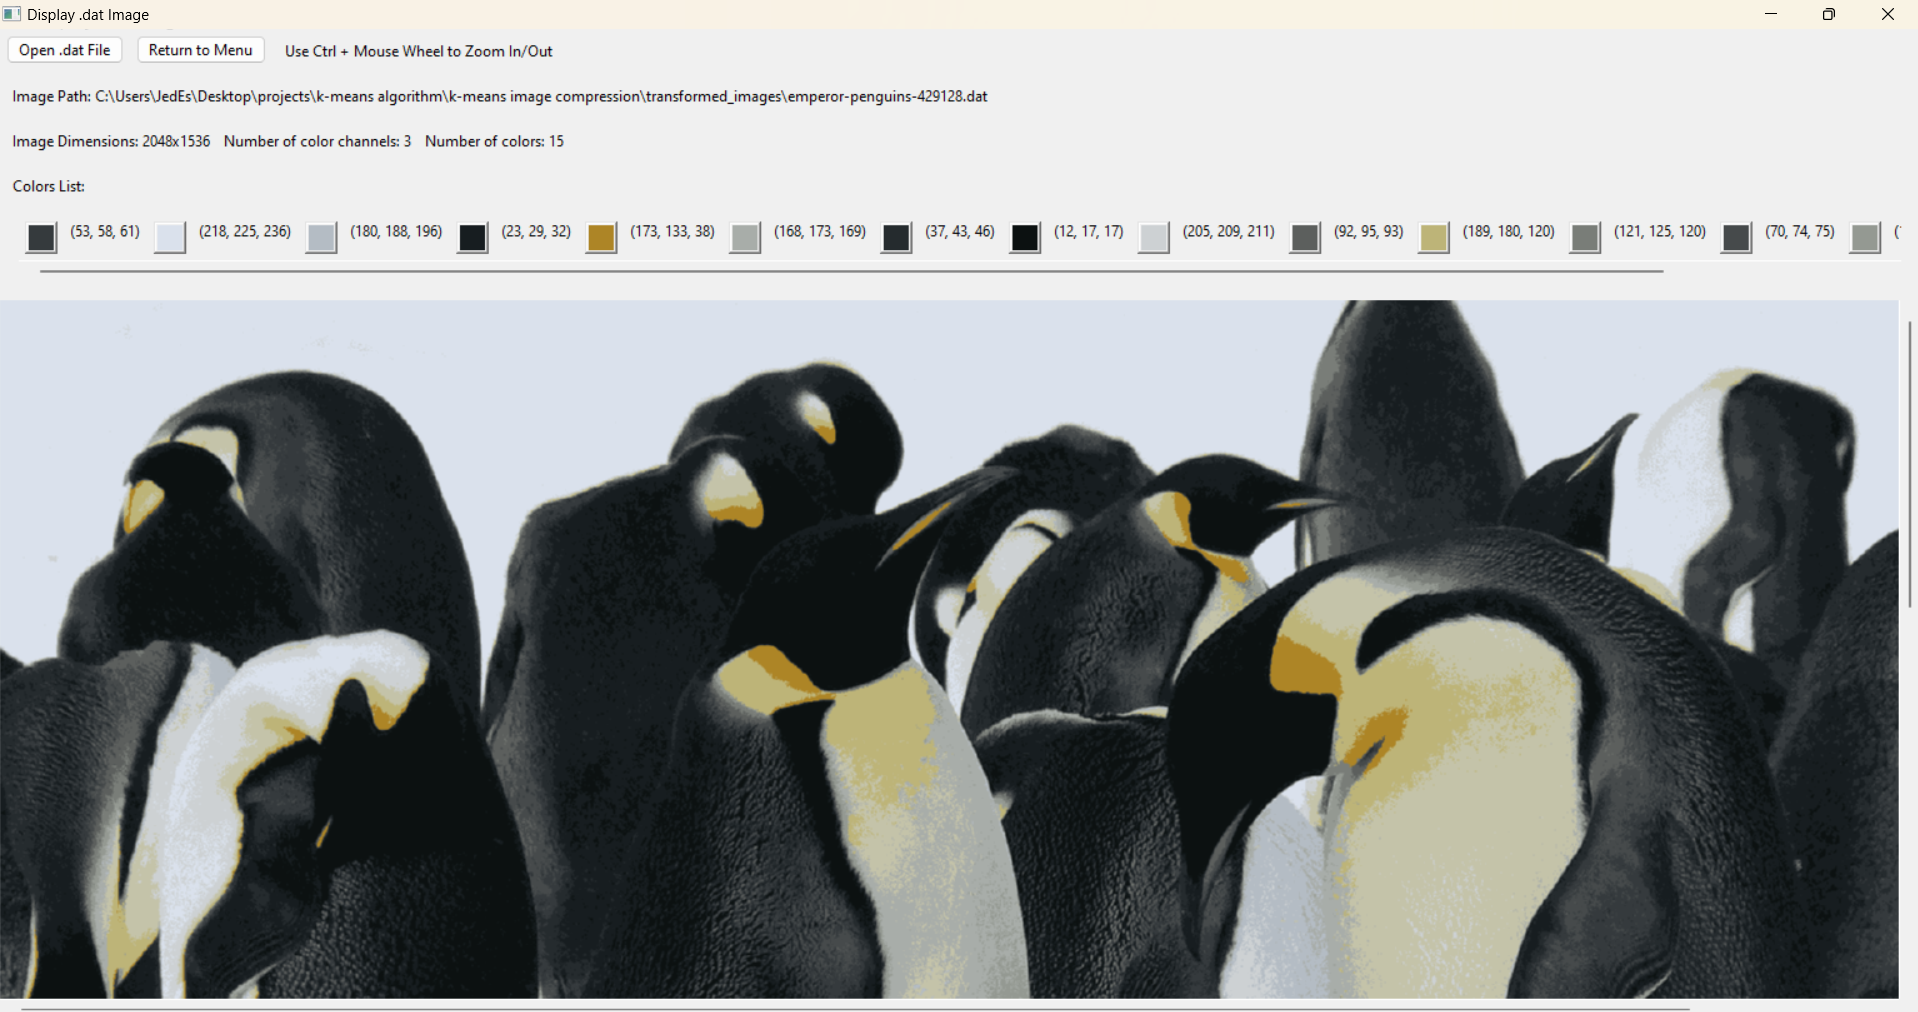 Display .dat Image
Open .dat File Return to Menu Use Ctrl + Mouse Wheel to Zoom In/Out
Image Path: C:\Users\JedEs\Desktop\projects\k-means algorithm\k-means image compression\transformed_images\emperor-penguins-429128.dat
Image Dimensions: 2048x1536 Number of color channels: 3 Number of colors: 15
Colors List:
(53, 58, 61) (218, 225, 236) (180, 188, 196) (23, 29, 32) (173, 133, 38) (168, 173, 169) (37, 43, 46) (12, 17, 17) (205, 209, 211) (92, 95, 93) (189, 180, 120) (121, 125, 120) (70, 74, 75) (